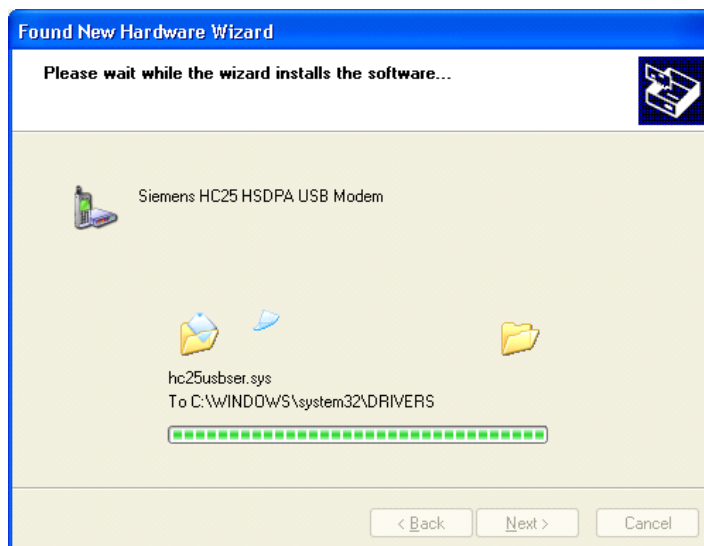 Found New Hardware Wizard
Please wait while the wizard installs the software...
Siemens HC25 HSDPA USB Modem
hc25usbser.sys
To C:\WINDOWS\system32\DRIVERS
< Back Next > Cancel